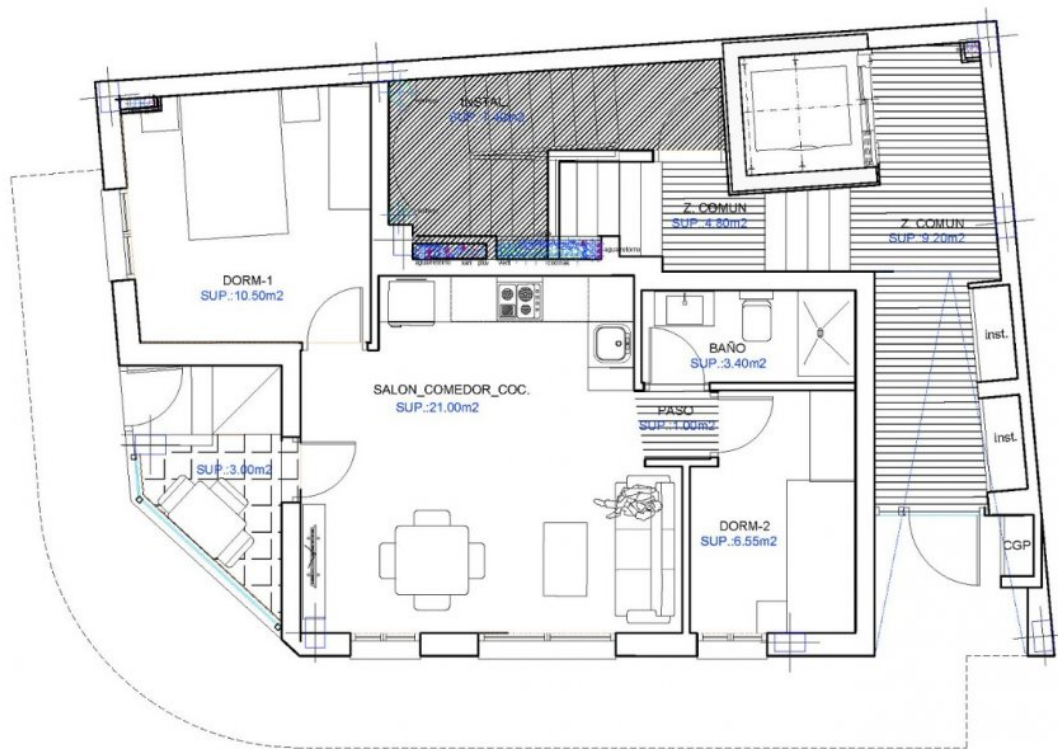 INSTAL.
Z. COMUN
SUP.:4.80m2
Z. COMUN
SUP.:9.20m2
DORM-1
SUP.:10.50m2
inst.
BAÑO
SUP.:3.40m2
SALON_COMEDOR_COC.
SUP.:21.00m2
PASO
SUP.:1.00m2
inst.
SUP.:3.00m2
DORM-2
SUP.:6.55m2
CGP